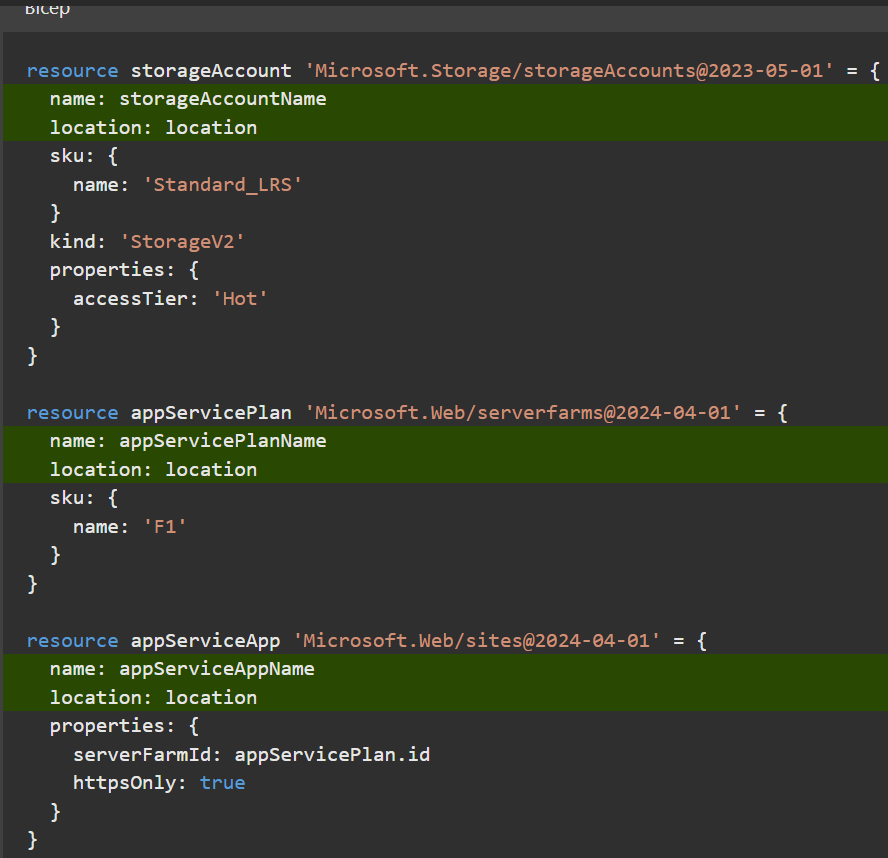 Bicep
resource storageAccount 'Microsoft.Storage/storageAccounts@2023-05-01' = {
  name: storageAccountName
  location: location
  sku: {
    name: 'Standard_LRS'
  }
  kind: 'StorageV2'
  properties: {
    accessTier: 'Hot'
  }
}
resource appServicePlan 'Microsoft.Web/serverfarms@2024-04-01' = {
  name: appServicePlanName
  location: location
  sku: {
    name: 'F1'
  }
}
resource appServiceApp 'Microsoft.Web/sites@2024-04-01' = {
  name: appServiceAppName
  location: location
  properties: {
    serverFarmId: appServicePlan.id
    httpsOnly: true
  }
}